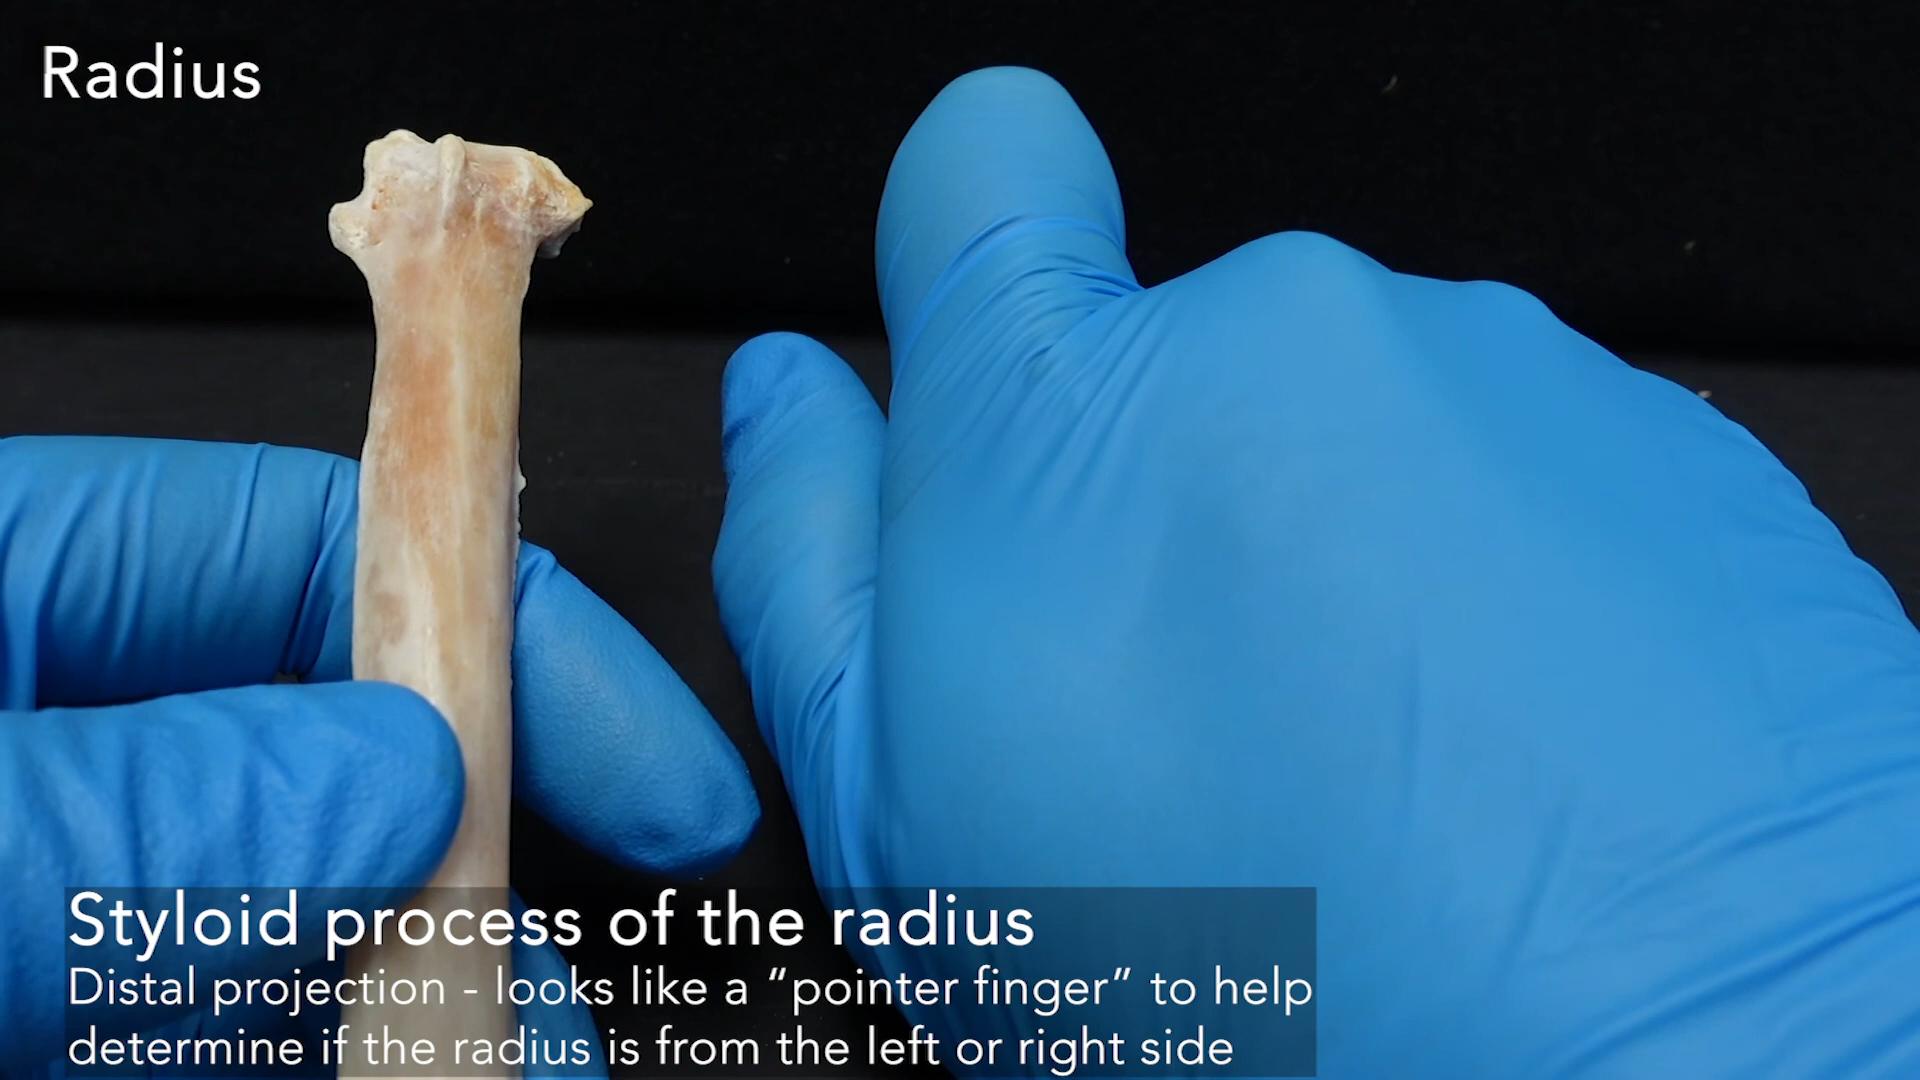 Radius
Styloid process of the radius
Distal projection - looks like a “pointer finger” to help
determine if the radius is from the left or right side